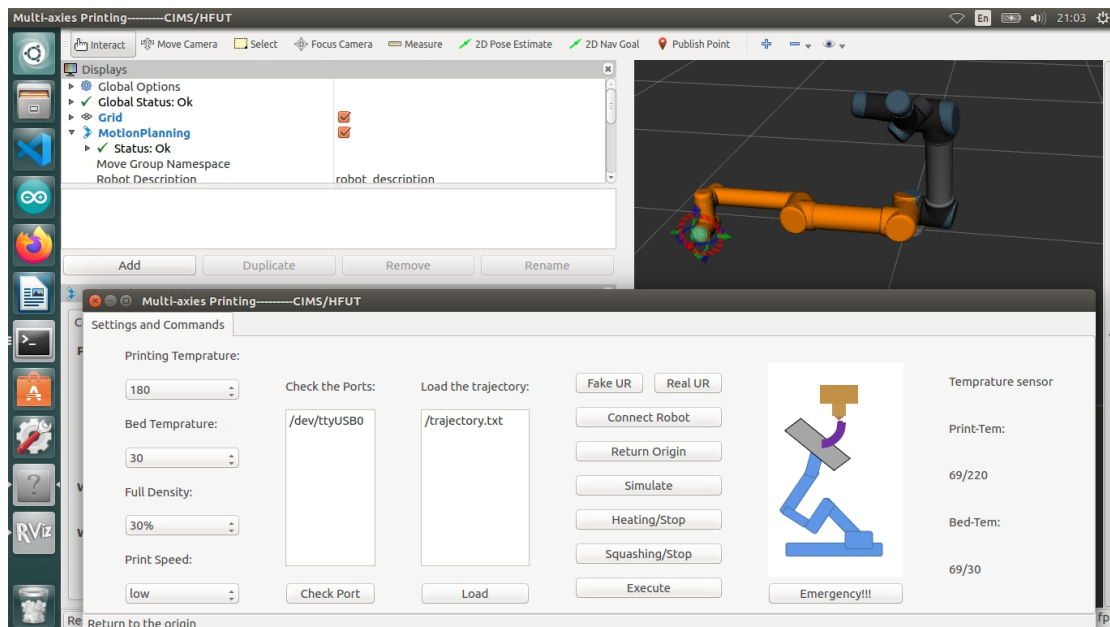 Multi-axies Printing---------CIMS/HFUT
En
21:03
Interact
Move Camera
Select
Focus Camera
Measure
2D Pose Estimate
2D Nav Goal
Publish Point
Displays
Global Options
Global Status: Ok
Grid
MotionPlanning
Status: Ok
Move Group Namespace
Robot Description
robot_description
Add
Duplicate
Remove
Rename
Multi-axies Printing---------CIMS/HFUT
Settings and Commands
Printing Temprature:
180
Bed Temprature:
30
Full Density:
30%
Print Speed:
low
Check the Ports:
/dev/ttyUSB0
Check Port
Load the trajectory:
/trajectory.txt
Load
Fake UR
Real UR
Connect Robot
Return Origin
Simulate
Heating/Stop
Squashing/Stop
Execute
Emergency!!!
Temprature sensor
Print-Tem:
69/220
Bed-Tem:
69/30
RViz
Re
Return to the origin
fp